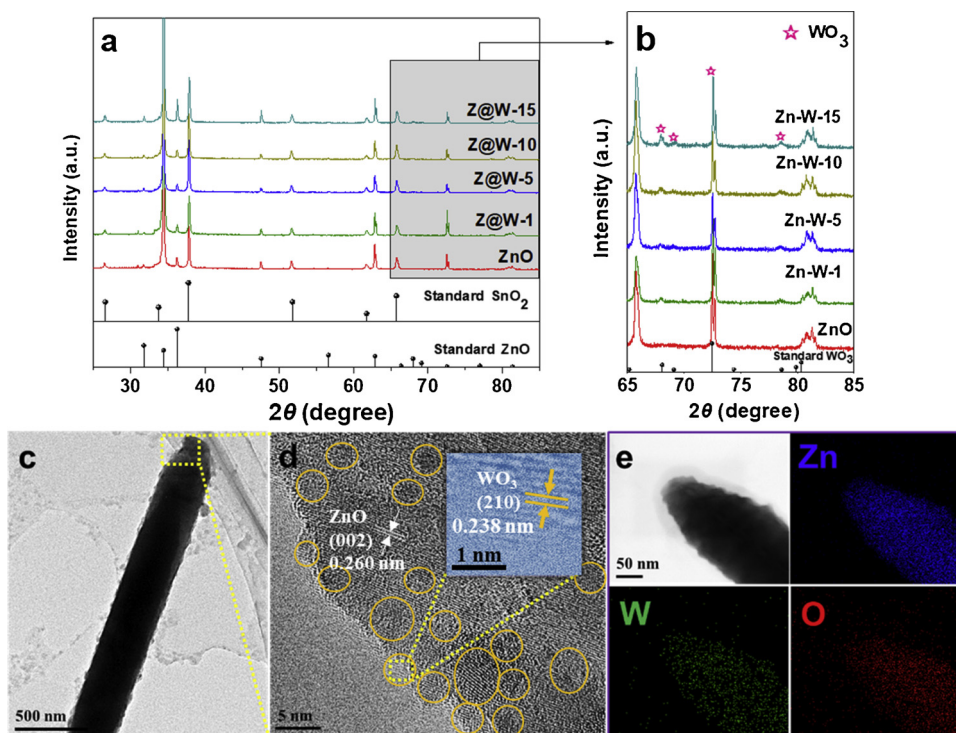 a
Z@W-15
Z@W-10
Z@W-5
Z@W-1
ZnO
Standard SnO2
Standard ZnO
Intensity (a.u.)
30 40 50 60 70 80
2θ (degree)
b
WO3
Zn-W-15
Zn-W-10
Zn-W-5
Zn-W-1
ZnO
Standard WO3
Intensity (a.u.)
65 70 75 80 85
2θ (degree)
c
500 nm
d
ZnO
(002)
0.260 nm
WO3
(210)
0.238 nm
1 nm
5 nm
e
50 nm
Zn
W
O